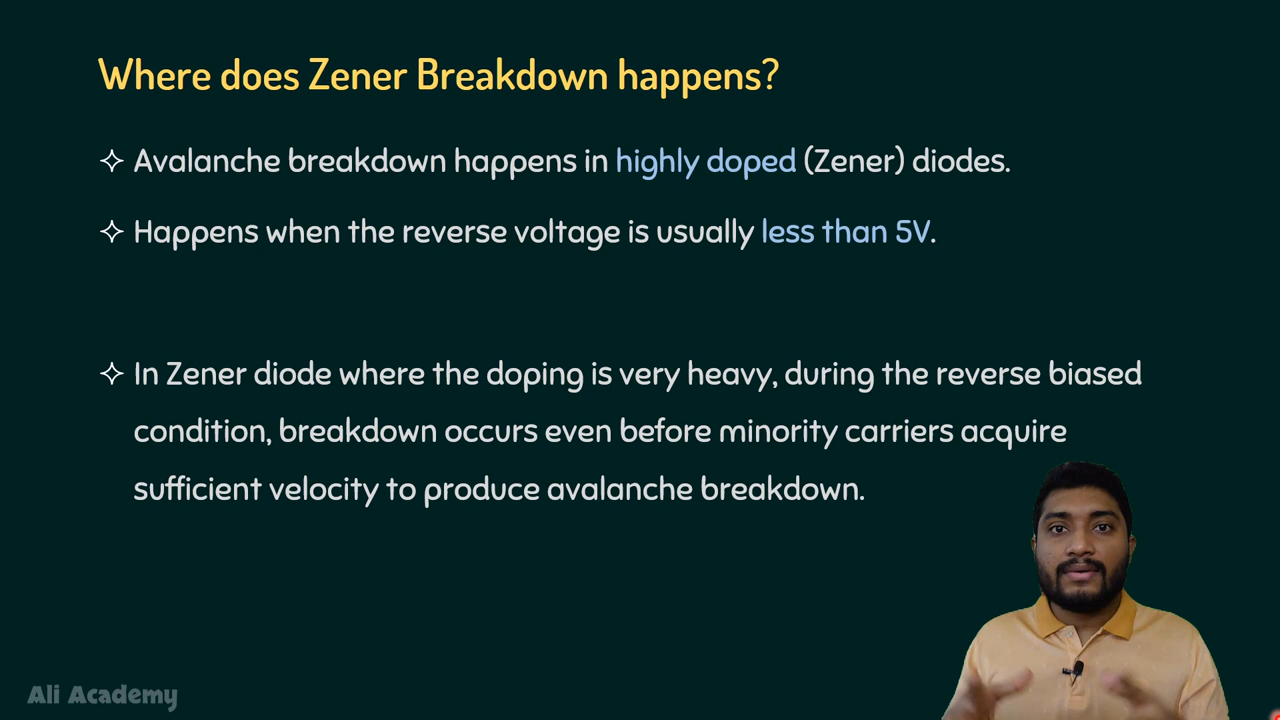 Where does Zener Breakdown happens?
✧ Avalanche breakdown happens in highly doped (Zener) diodes.
✧ Happens when the reverse voltage is usually less than 5V.
✧ In Zener diode where the doping is very heavy, during the reverse biased
condition, breakdown occurs even before minority carriers acquire
sufficient velocity to produce avalanche breakdown.
Ali Academy